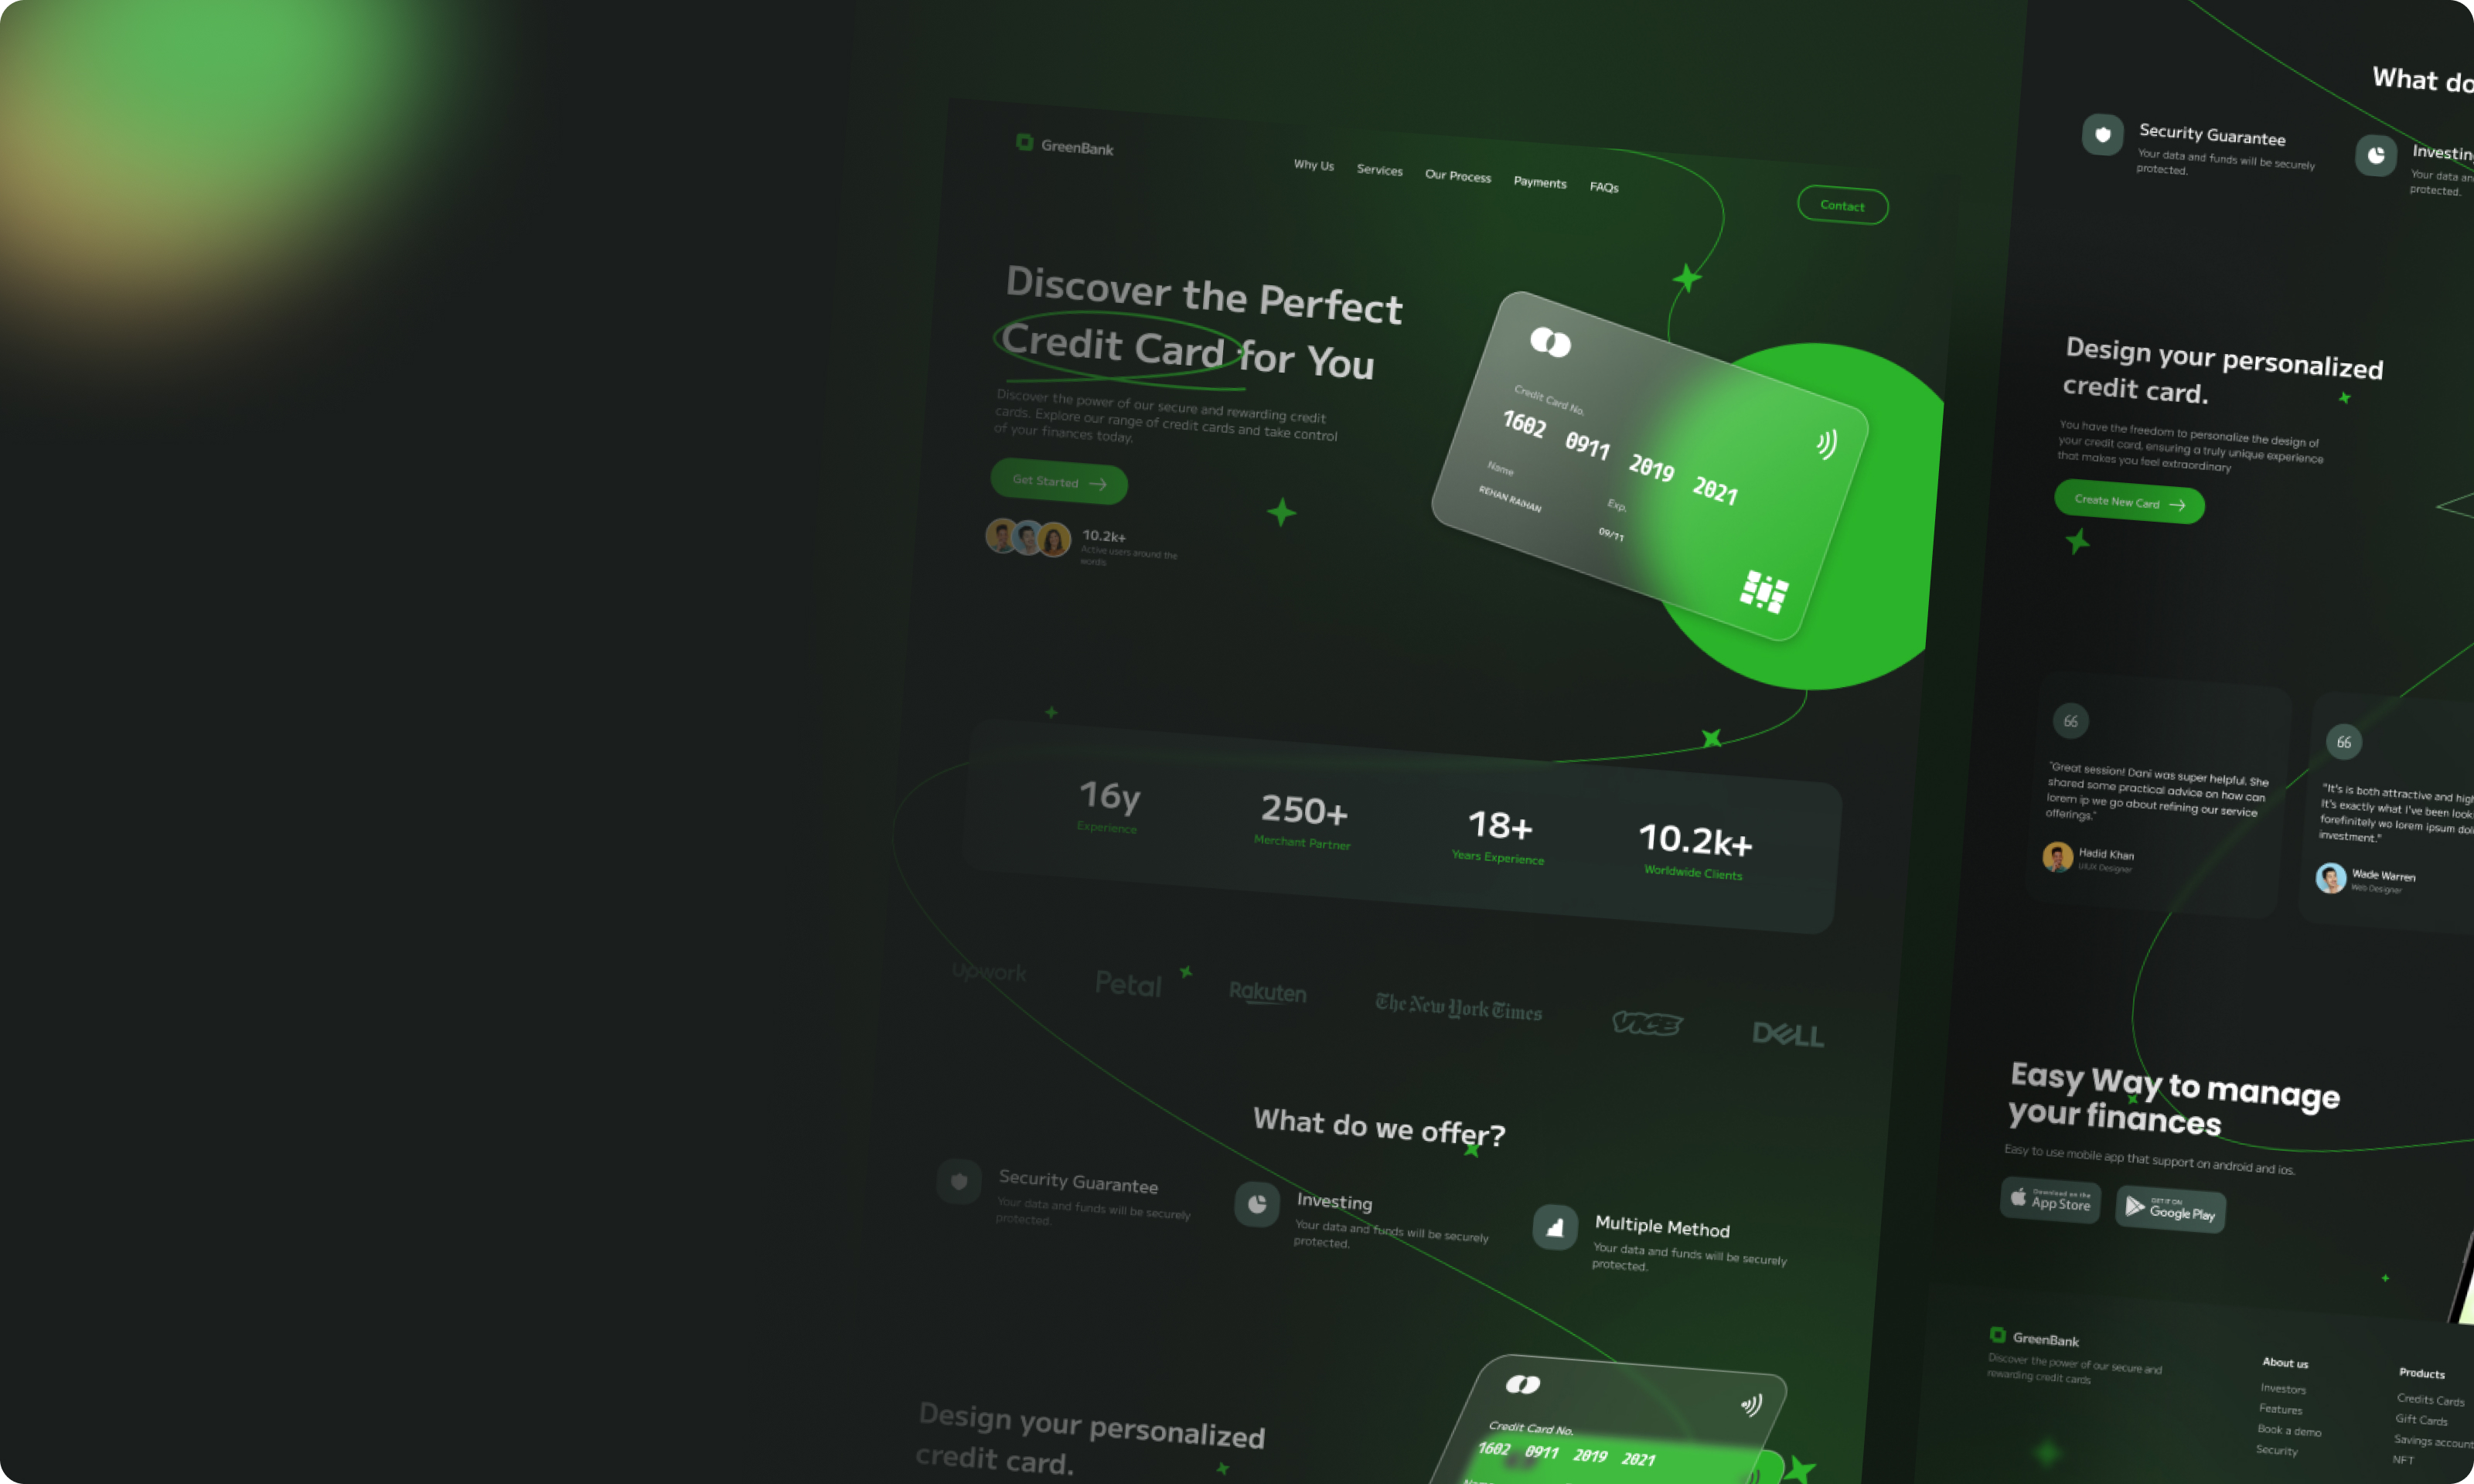 GreenBank
Why Us
Services
Our Process
Payments
FAQs
Contact
Discover the Perfect
Credit Card for You
Discover the power of our secure and rewarding credit
cards. Explore our range of credit cards and take control
of your finances today.
Get Started
10.2k+
Active users around the
words
Credit Card No.
1602 0911 2019 2021
Name
Exp.
REHAN RAIHAN
09/11
16y
Experience
250+
Merchant Partner
18+
Years Experience
10.2k+
Worldwide Clients
upwork
Petal
Rakuten
The New York Times
VICE
DELL
What do we offer?
Security Guarantee
Your data and funds will be securely
protected.
Investing
Your data and funds will be securely
protected.
Multiple Method
Your data and funds will be securely
protected.
Design your personalized
credit card.
Credit Card No.
1602 0911 2019 2021
What do
Security Guarantee
Your data and funds will be securely
protected.
Investing
Your data an
protected.
Design your personalized
credit card.
You have the freedom to personalize the design of
your credit card, ensuring a truly unique experience
that makes you feel extraordinary
Create New Card
"Great session! Dani was super helpful. She
shared some practical advice on how can
lorem ip we go about refining our service
offerings."
Hadid Khan
UI/UX Designer
"It's is both attractive and high
It's exactly what I've been look
forefinitely wo lorem ipsum dol
investment."
Wade Warren
Web Designer
Easy Way to manage
your finances
Easy to use mobile app that support on android and ios.
Download on the
App Store
GET IT ON
Google Play
GreenBank
Discover the power of our secure and
rewarding credit cards
About us
Investors
Features
Book a demo
Security
Products
Credits Cards
Gift Cards
Savings account
NFT